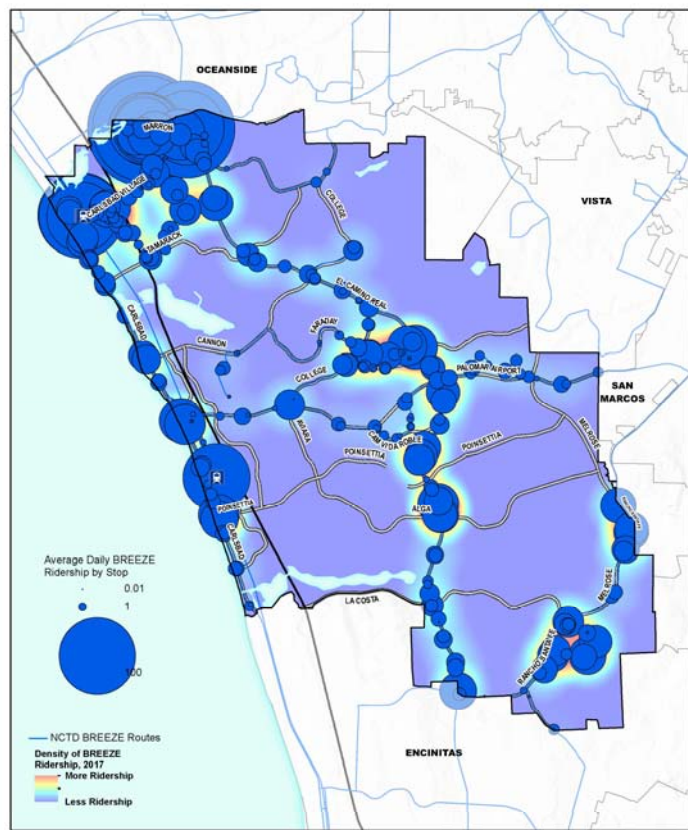 OCEANSIDE
MARRON
CARLSBAD VILLAGE
TAMARACK
COLLEGE
VISTA
EL CAMINO REAL
CARLSBAD
CANNON
FARADAY
COLLEGE
PALOMAR AIRPORT
SAN
MARCOS
AVIARA
CAM VIDA ROBLE
POINSETTIA
POINSETTIA
MELROSE
POINSETTIA
ALGA
CARLSBAD
LA COSTA
MELROSE
RANCHO SANTA FE
Average Daily BREEZE
Ridership by Stop
0.01
1
100
NCTD BREEZE Routes
Density of BREEZE
Ridership, 2017
More Ridership
Less Ridership
ENCINITAS